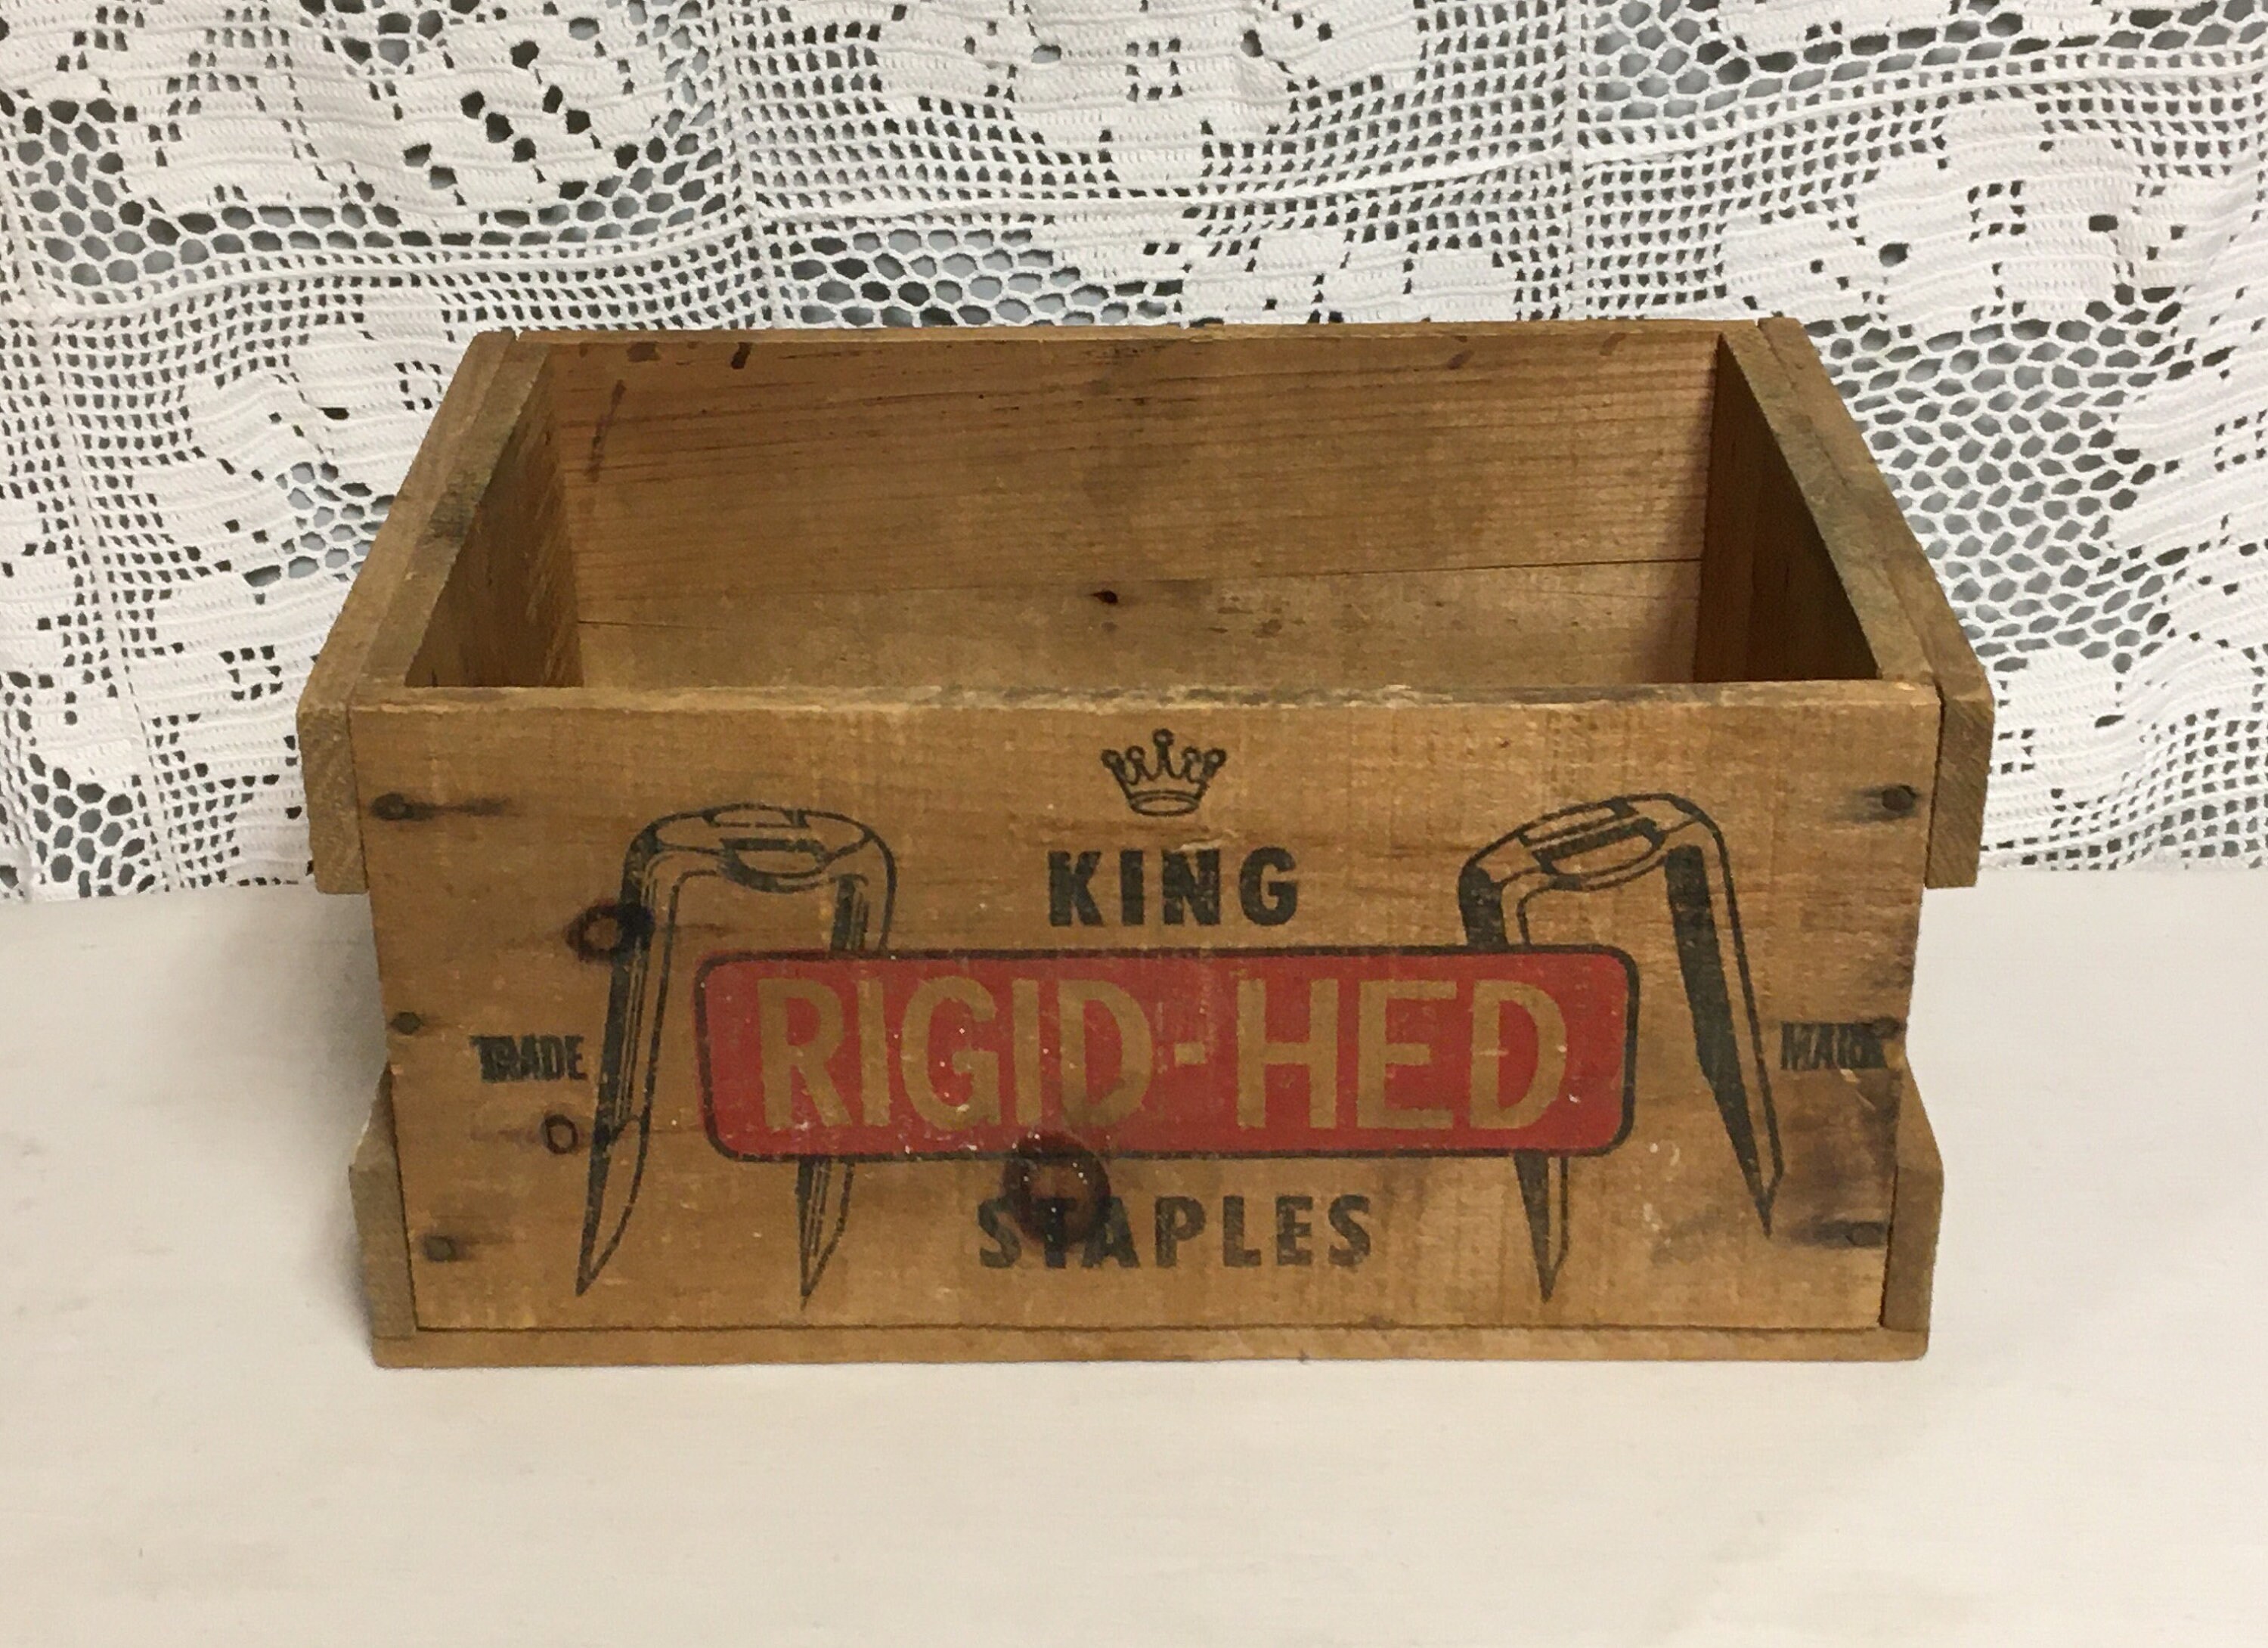 KING
TRADE RIGID-HED MARK
STAPLES